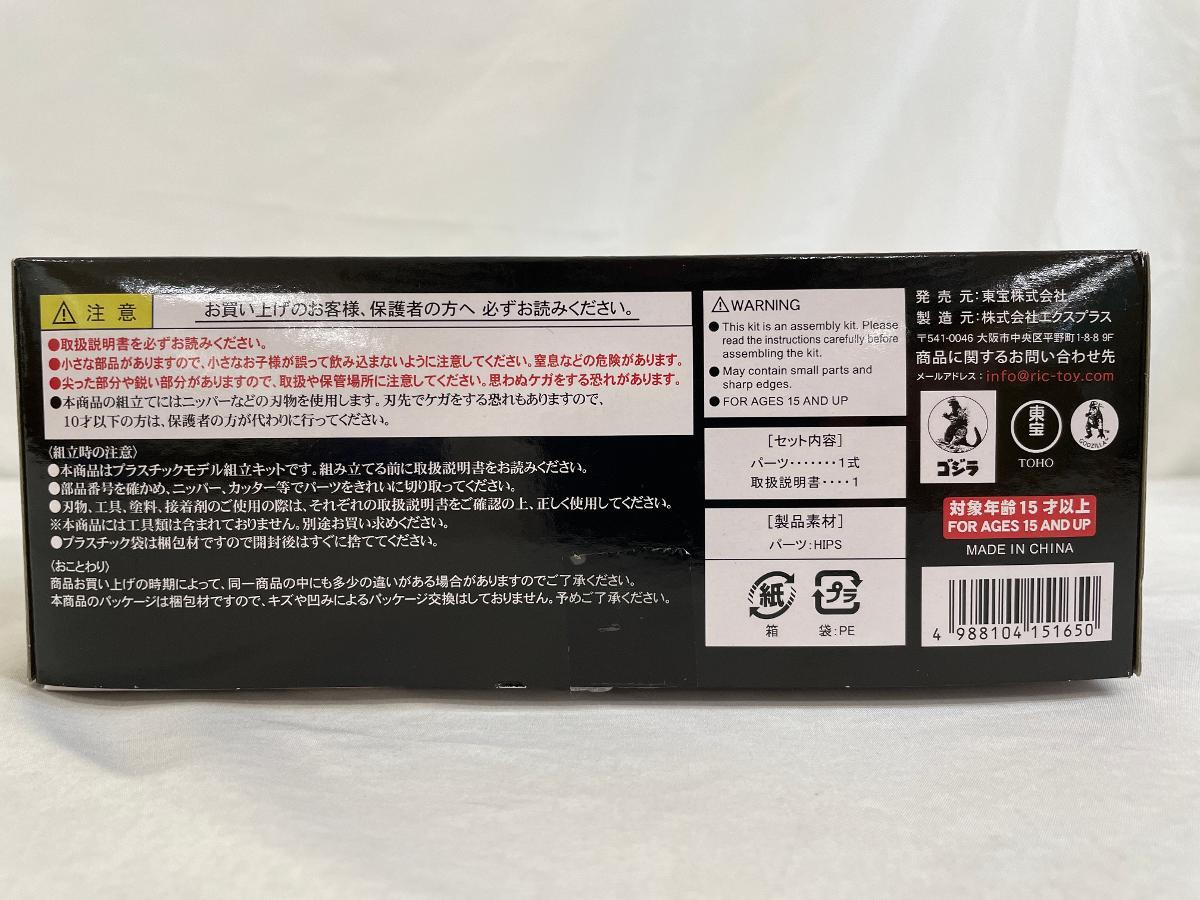 注意
お買い上げのお客様、保護者の方へ 必ずお読みください。
●取扱説明書を必ずお読みください。
●小さな部品がありますので、小さなお子様が誤って飲み込まないように注意してください。窒息などの危険があります。
●尖った部分や鋭い部分がありますので、取扱や保管場所に注意してください。思わぬケガをする恐れがあります。
●本商品の組立てにはニッパーなどの刃物を使用します。刃先でケガをする恐れもありますので、
10才以下の方は、保護者の方が代わりに行ってください。
〈組立時の注意〉
●本商品はプラスチックモデル組立キットです。組み立てる前に取扱説明書をお読みください。
●部品番号を確かめ、ニッパー、カッター等でパーツをきれいに切り取ってください。
●刃物、工具、塗料、接着剤のご使用の際は、それぞれの取扱説明書をご確認の上、正しく使用してください。
※本商品には工具類は含まれておりません。別途お買い求めください。
●プラスチック袋は梱包材ですので開封後はすぐに捨ててください。
〈おことわり〉
商品お買い上げの時期によって、同一商品の中にも多少の違いがある場合がありますのでご了承ください。
本商品のパッケージは梱包材ですので、キズや凹みによるパッケージ交換はしておりません。予めご了承ください。
WARNING
● This kit is an assembly kit. Please
read the instructions carefully before
assembling the kit.
● May contain small parts and
sharp edges.
● FOR AGES 15 AND UP
[セット内容]
パーツ・・・・・・・1式
取扱説明書・・・・1
[製品素材]
パーツ:HIPS
紙
箱
プラ
袋:PE
発売元:東宝株式会社
製造元:株式会社エクスプラス
〒541-0046 大阪市中央区平野町1-8-8 9F
商品に関するお問い合わせ先
メールアドレス:info@ric-toy.com
ゴジラ
東宝
TOHO
GODZILLA
対象年齢15才以上
FOR AGES 15 AND UP
MADE IN CHINA
4 988104 151650